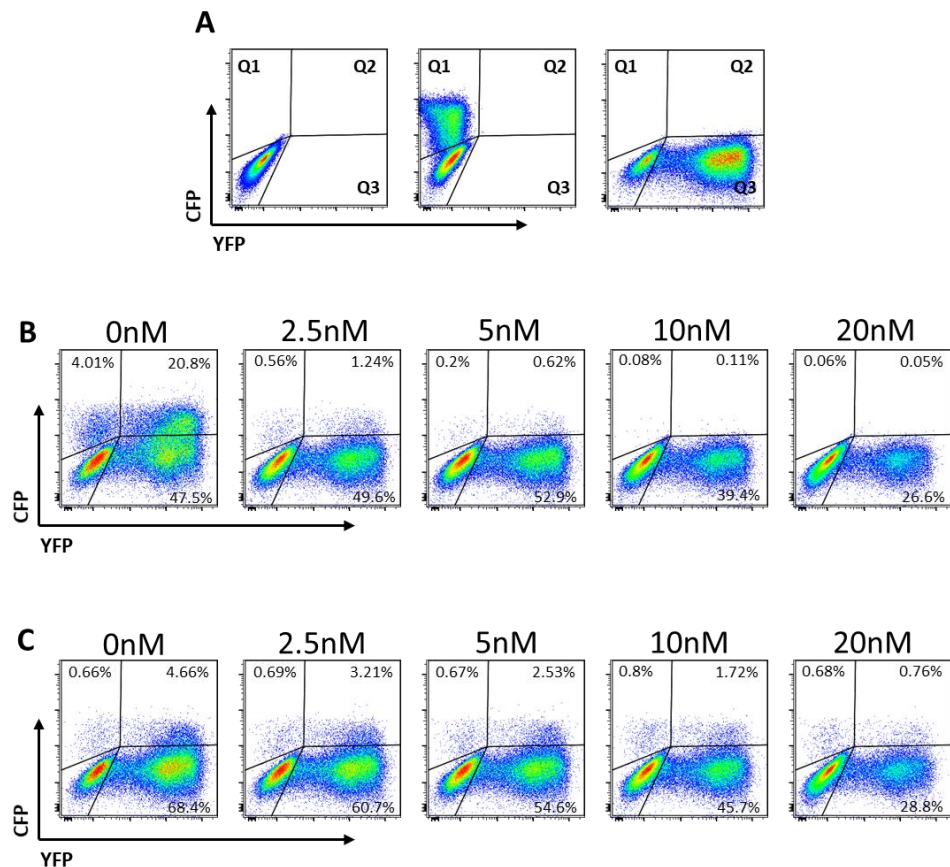 A
Q1 Q2 Q1 Q2 Q1 Q2
Q3 Q3 Q3
CFP
YFP
B
0nM 2.5nM 5nM 10nM 20nM
4.01% 20.8% 0.56% 1.24% 0.2% 0.62% 0.08% 0.11% 0.06% 0.05%
47.5% 49.6% 52.9% 39.4% 26.6%
CFP
YFP
C
0nM 2.5nM 5nM 10nM 20nM
0.66% 4.66% 0.69% 3.21% 0.67% 2.53% 0.8% 1.72% 0.68% 0.76%
68.4% 60.7% 54.6% 45.7% 28.8%
CFP
YFP